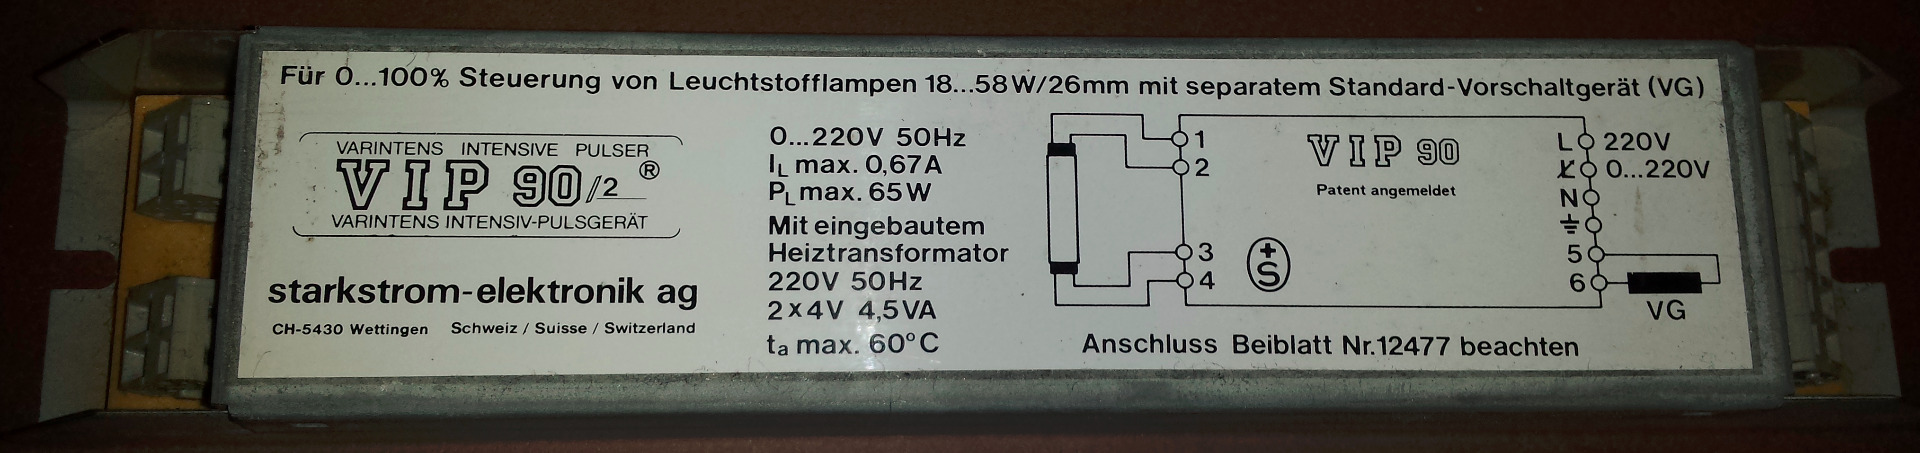 Für 0...100% Steuerung von Leuchtstofflampen 18...58W/26mm mit separatem Standard-Vorschaltgerät (VG)
VARINTENS INTENSIVE PULSER
VIP 90/2 ®
VARINTENS INTENSIV-PULSGERÄT
starkstrom-elektronik ag
CH-5430 Wettingen Schweiz / Suisse / Switzerland
0...220V 50Hz
IL max. 0,67A
PL max. 65W
Mit eingebautem
Heiztransformator
220V 50Hz
2x4V 4,5VA
ta max. 60°C
1
2
3
4
+S
VIP 90
Patent angemeldet
L 220V
L 0...220V
N
5
6
VG
Anschluss Beiblatt Nr.12477 beachten